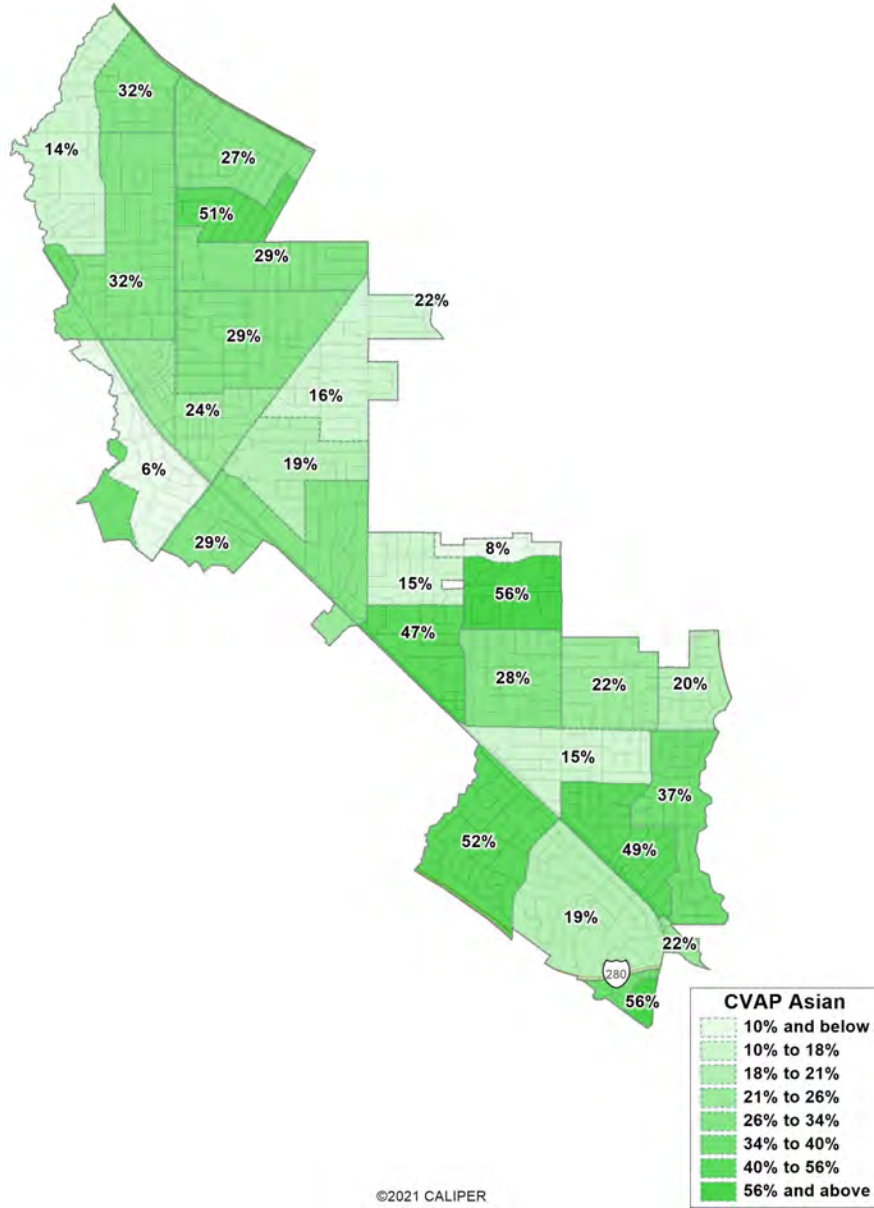 32%
14%
27%
51%
29%
32%
22%
29%
16%
24%
6%
19%
29%
8%
15%
56%
47%
28%
22%
20%
15%
37%
52%
49%
19%
22%
280
56%
CVAP Asian
10% and below
10% to 18%
18% to 21%
21% to 26%
26% to 34%
34% to 40%
40% to 56%
56% and above
©2021 CALIPER